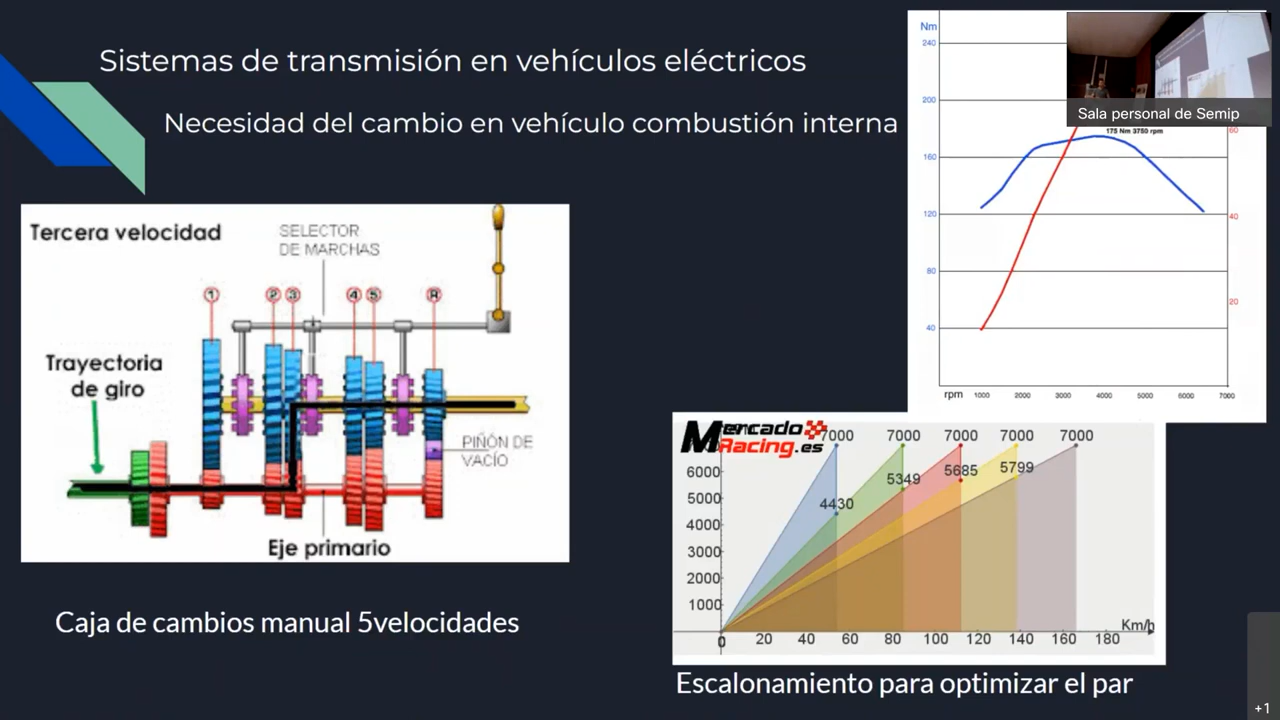 Sistemas de transmisión en vehículos eléctricos
Necesidad del cambio en vehículo combustión interna
Tercera velocidad
SELECTOR
DE MARCHAS
1 2 3 4 5 R
Trayectoria
de giro
PIÑÓN DE
VACÍO
Eje primario
Caja de cambios manual 5velocidades
Nm
240
200
160
120
80
40
Sala personal de Semip
175 Nm 3750 rpm
60
40
20
rpm 1000 2000 3000 4000 5000 6000 7000
Mercado
Racing.es
7000 7000 7000 7000 7000
4430 5349 5685 5799
6000
5000
4000
3000
2000
1000
0 20 40 60 80 100 120 140 160 180
Km/h
Escalonamiento para optimizar el par
+1